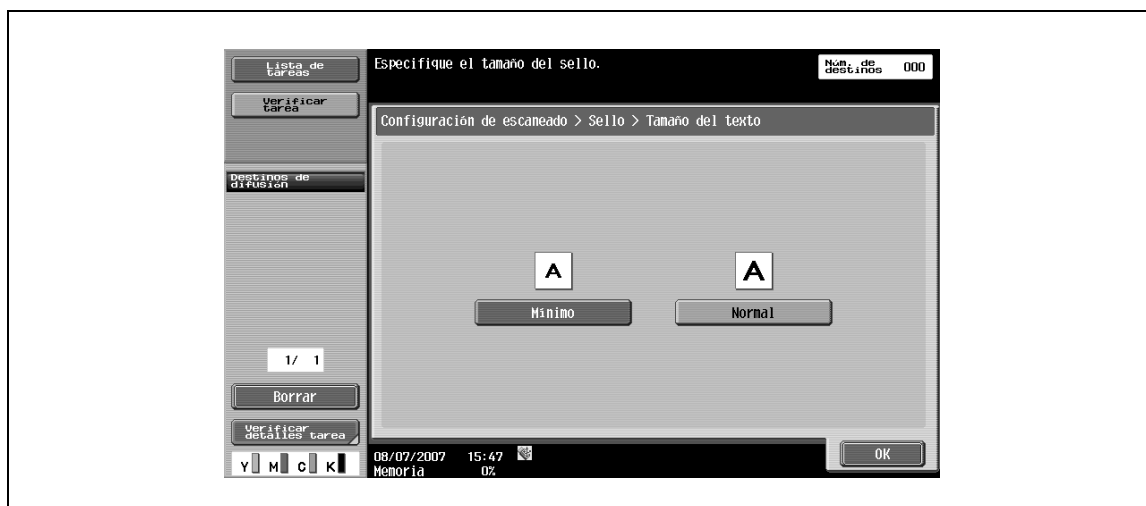 Lista de
tareas
Verificar
tarea
Especifique el tamaño del sello.
Núm. de
destinos 000
Configuración de escaneado > Sello > Tamaño del texto
Destinos de
difusión
A
A
Mínimo
Normal
1/ 1
Borrar
Verificar
detalles tarea
Y M C K
08/07/2007 15:47
Memoria 0%
OK